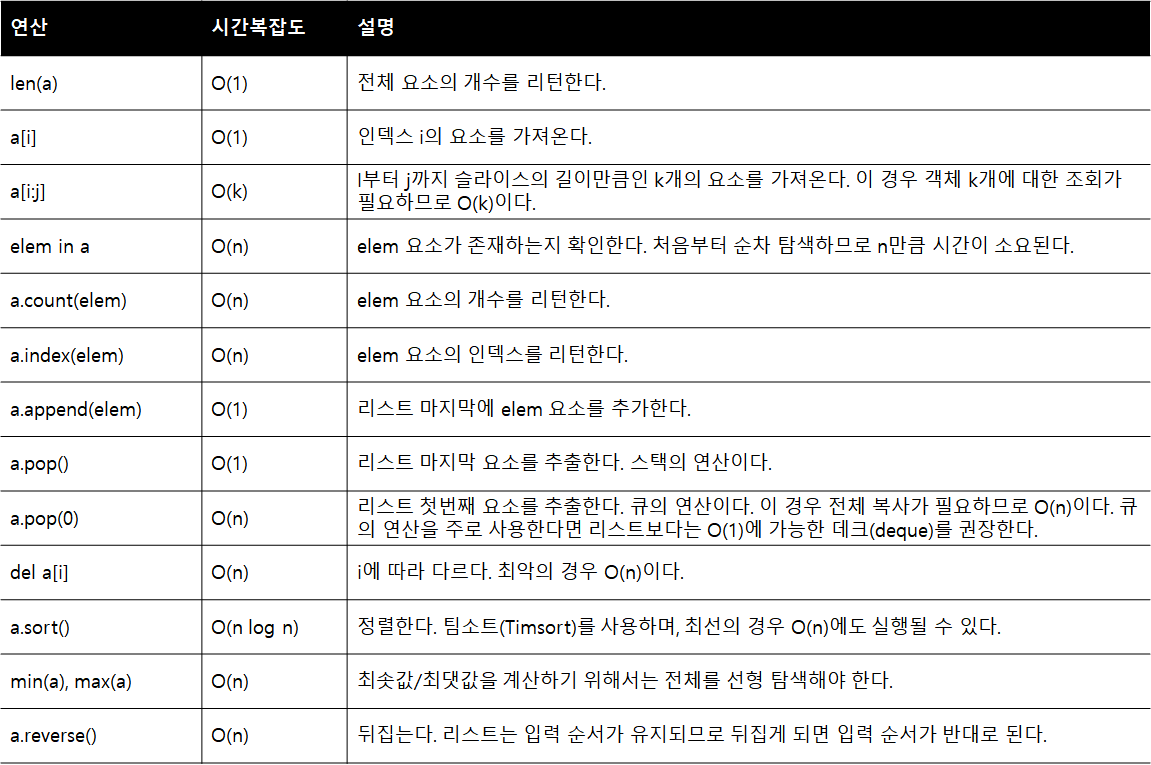 연산 시간복잡도 설명
len(a) O(1) 전체 요소의 개수를 리턴한다.
a[i] O(1) 인덱스 i의 요소를 가져온다.
a[i:j] O(k) I부터 j까지 슬라이스의 길이만큼인 k개의 요소를 가져온다. 이 경우 객체 k개에 대한 조회가
필요하므로 O(k)이다.
elem in a O(n) elem 요소가 존재하는지 확인한다. 처음부터 순차 탐색하므로 n만큼 시간이 소요된다.
a.count(elem) O(n) elem 요소의 개수를 리턴한다.
a.index(elem) O(n) elem 요소의 인덱스를 리턴한다.
a.append(elem) O(1) 리스트 마지막에 elem 요소를 추가한다.
a.pop() O(1) 리스트 마지막 요소를 추출한다. 스택의 연산이다.
a.pop(0) O(n) 리스트 첫번째 요소를 추출한다. 큐의 연산이다. 이 경우 전체 복사가 필요하므로 O(n)이다. 큐
의 연산을 주로 사용한다면 리스트보다는 O(1)에 가능한 데크(deque)를 권장한다.
del a[i] O(n) i에 따라 다르다. 최악의 경우 O(n)이다.
a.sort() O(n log n) 정렬한다. 팀소트(Timsort)를 사용하며, 최선의 경우 O(n)에도 실행될 수 있다.
min(a), max(a) O(n) 최솟값/최댓값을 계산하기 위해서는 전체를 선형 탐색해야 한다.
a.reverse() O(n) 뒤집는다. 리스트는 입력 순서가 유지되므로 뒤집게 되면 입력 순서가 반대로 된다.